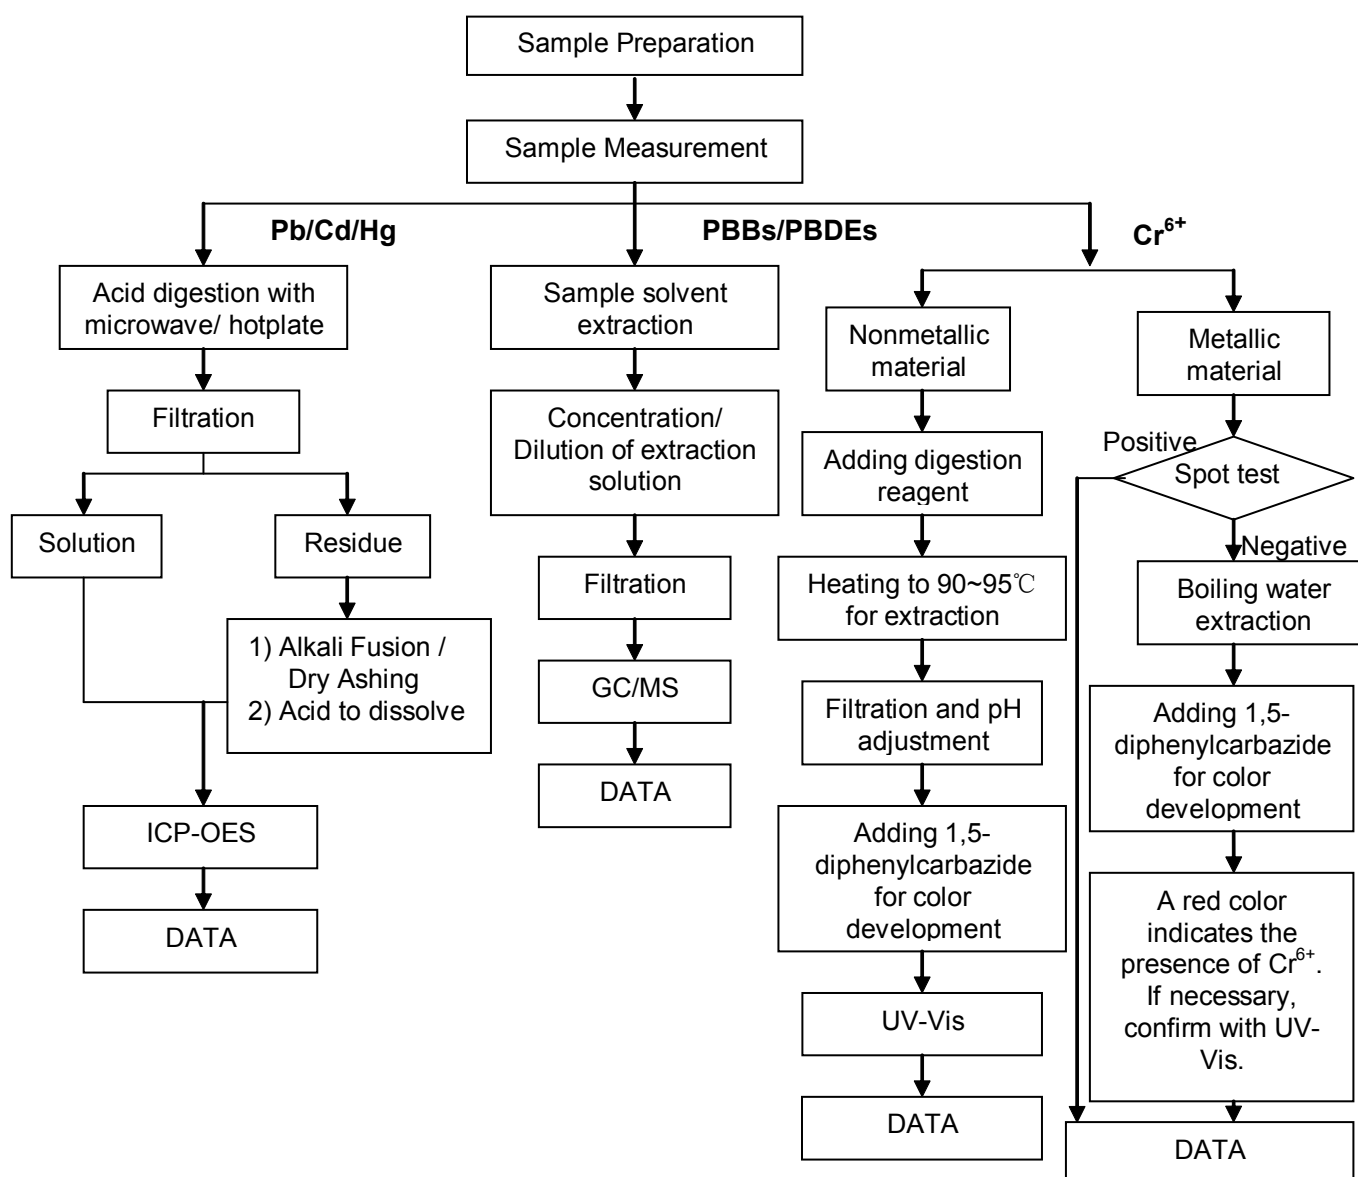 Sample Preparation
Sample Measurement
Pb/Cd/Hg
PBBs/PBDEs
Cr⁶⁺
Acid digestion with
microwave/ hotplate
Filtration
Solution
Residue
1) Alkali Fusion /
Dry Ashing
2) Acid to dissolve
ICP-OES
DATA
Sample solvent
extraction
Concentration/
Dilution of extraction
solution
Filtration
GC/MS
DATA
Nonmetallic
material
Adding digestion
reagent
Heating to 90~95℃
for extraction
Filtration and pH
adjustment
Adding 1,5-
diphenylcarbazide
for color
development
UV-Vis
DATA
Metallic
material
Positive
Spot test
Negative
Boiling water
extraction
Adding 1,5-
diphenylcarbazide
for color
development
A red color
indicates the
presence of Cr⁶⁺.
If necessary,
confirm with UV-
Vis.
DATA